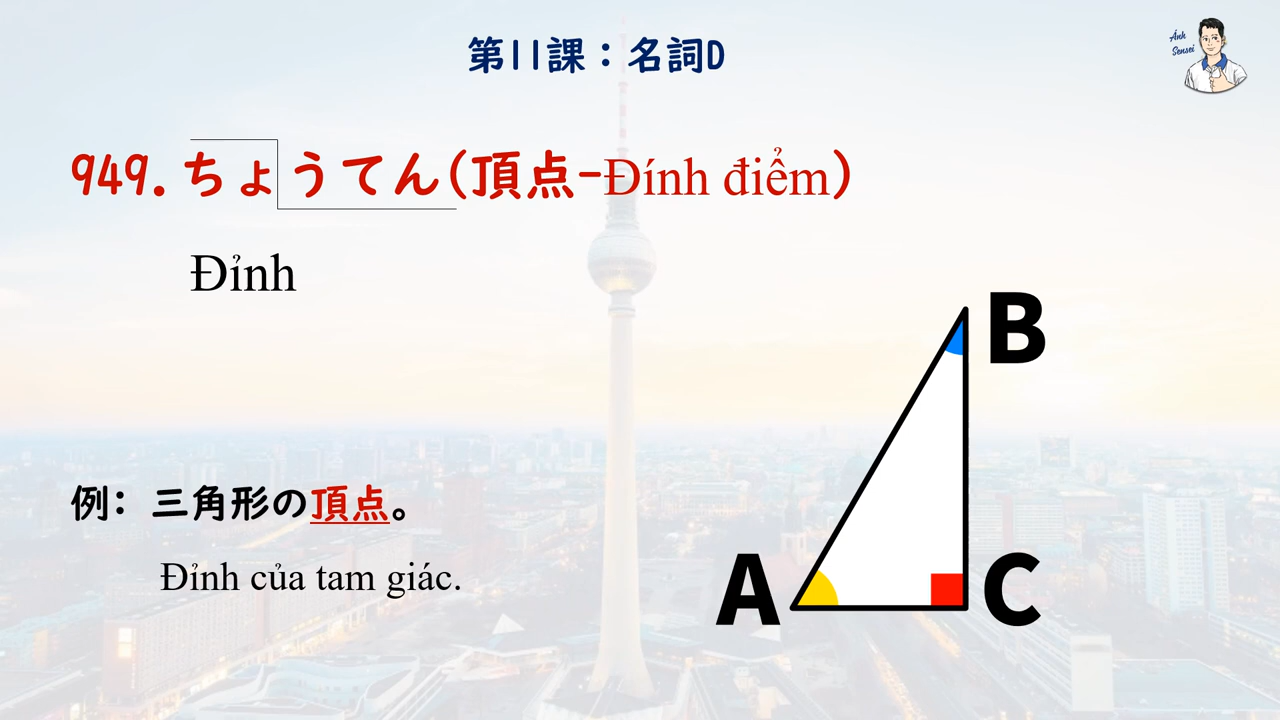 第11課：名詞D
Ánh
Sensei
949. ちょうてん(頂点-Đính điểm)
Đỉnh
B
例: 三角形の頂点。
Đỉnh của tam giác.
A
C